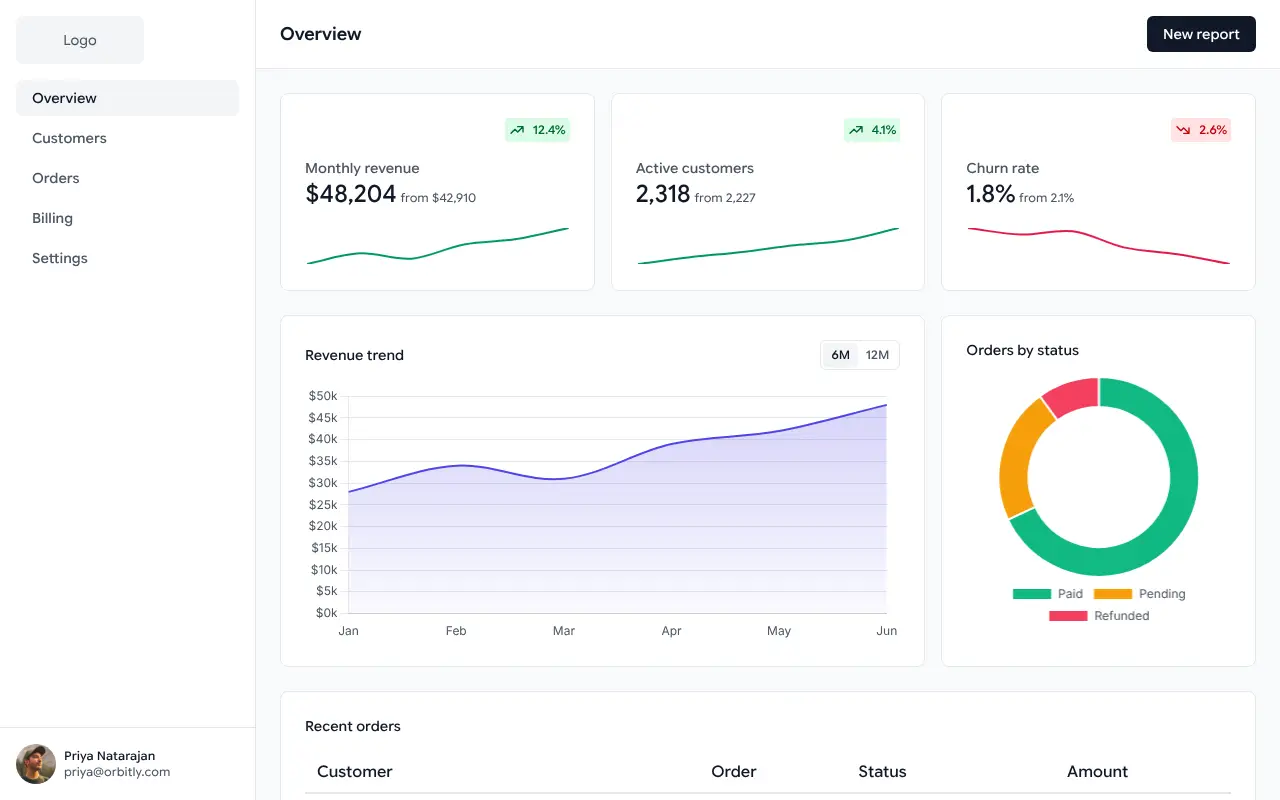 Logo
Overview
Customers
Orders
Billing
Settings
Priya Natarajan
priya@orbitly.com
Overview
New report
12.4%
Monthly revenue
$48,204 from $42,910
4.1%
Active customers
2,318 from 2,227
2.6%
Churn rate
1.8% from 2.1%
Revenue trend
6M 12M
$50k
$45k
$40k
$35k
$30k
$25k
$20k
$15k
$10k
$5k
$0k
Jan Feb Mar Apr May Jun
Orders by status
Paid Pending
Refunded
Recent orders
Customer Order Status Amount